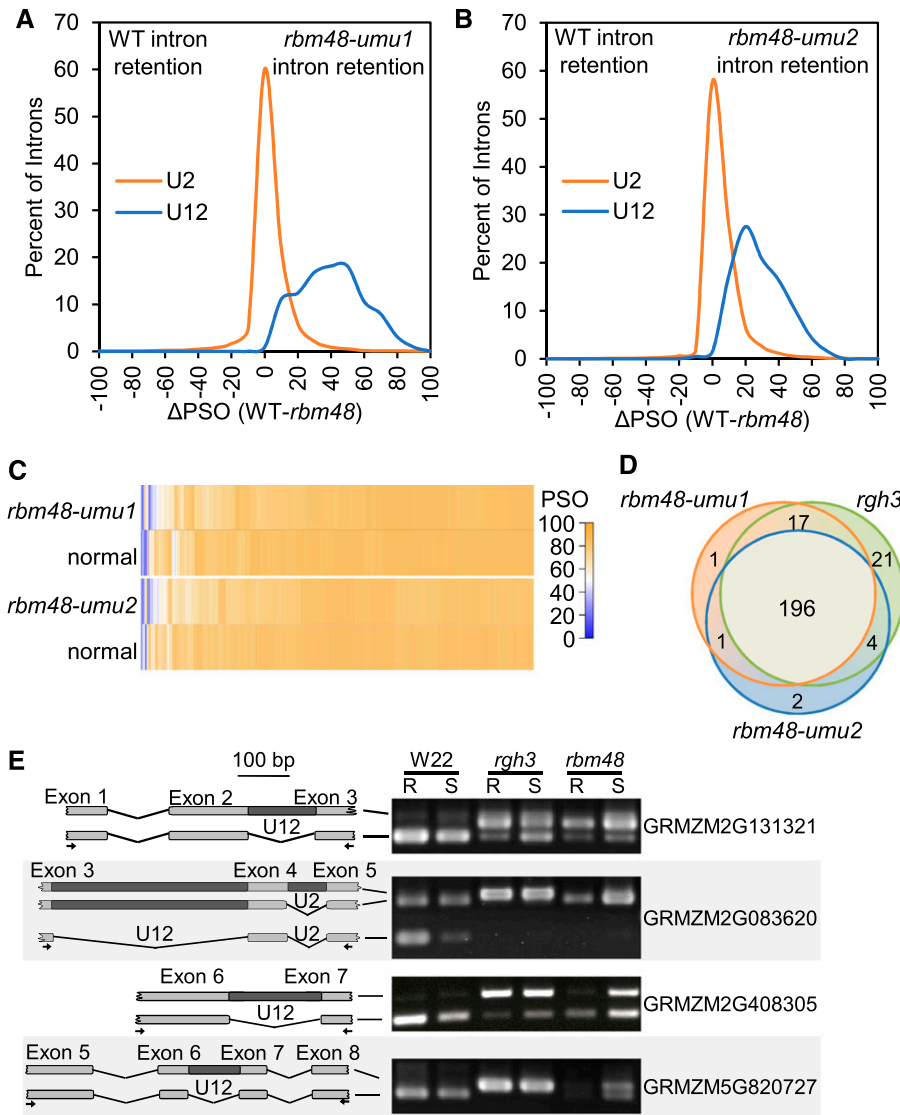 A
WT intron retention
rbm48-umu1 intron retention
Percent of Introns
70
60
50
40
30
20
10
0
U2
U12
-100
-80
-60
-40
-20
0
20
40
60
80
100
ΔPSO (WT-rbm48)
B
WT intron retention
rbm48-umu2 intron retention
Percent of Introns
70
60
50
40
30
20
10
0
U2
U12
-100
-80
-60
-40
-20
0
20
40
60
80
100
ΔPSO (WT-rbm48)
C
rbm48-umu1
normal
rbm48-umu2
normal
PSO
100
80
60
40
20
0
D
rbm48-umu1
rgh3
17
1
21
196
1
4
2
rbm48-umu2
E
100 bp
W22
rgh3
rbm48
R S R S R S
Exon 1 Exon 2 Exon 3
U12
GRMZM2G131321
Exon 3 Exon 4 Exon 5
U2
U12 U2
GRMZM2G083620
Exon 6 Exon 7
U12
GRMZM2G408305
Exon 5 Exon 6 Exon 7 Exon 8
U12
GRMZM5G820727